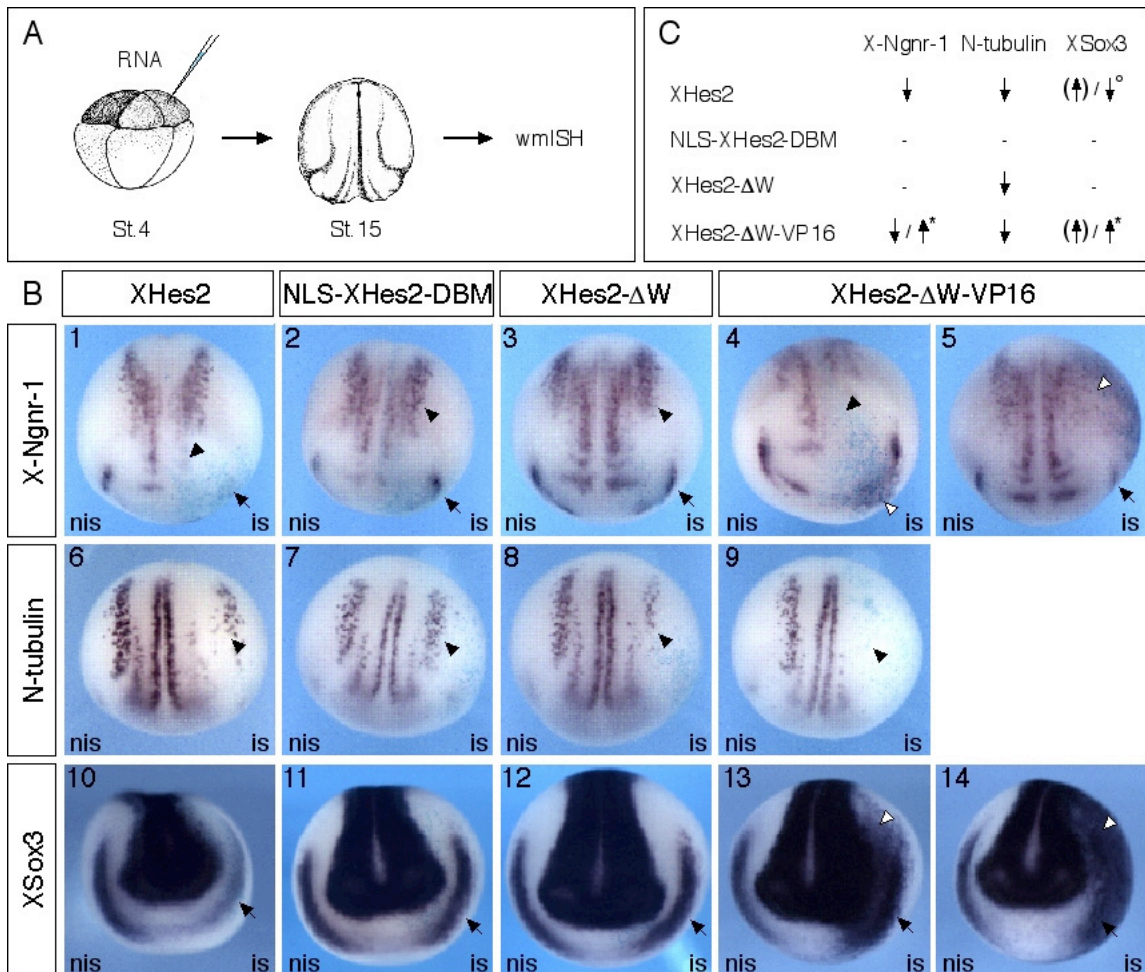 A
RNA
wmISH
St.4
St.15
C
X-Ngnr-1 N-tubulin XSox3
XHes2 ↓ ↓ (↑) / ↓°
NLS-XHes2-DBM - - -
XHes2-ΔW - ↓ -
XHes2-ΔW-VP16 ↓ / ↑* ↓ (↑) / ↑*
B
XHes2 NLS-XHes2-DBM XHes2-ΔW XHes2-ΔW-VP16
X-Ngnr-1
1 2 3 4 5
nis is nis is nis is nis is nis is
N-tubulin
6 7 8 9
nis is nis is nis is nis is
XSox3
10 11 12 13 14
nis is nis is nis is nis is nis is